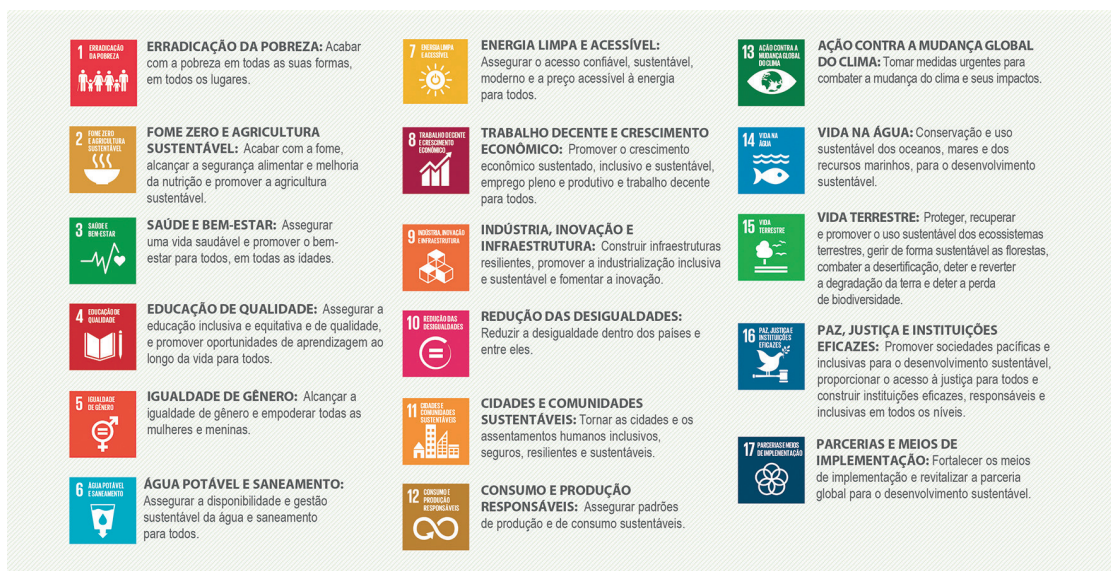 1 ERRADICAÇÃO
DA POBREZA
ERRADICAÇÃO DA POBREZA: Acabar
com a pobreza em todas as suas formas,
em todos os lugares.
2 FOME ZERO
E AGRICULTURA
SUSTENTÁVEL
FOME ZERO E AGRICULTURA
SUSTENTÁVEL: Acabar com a fome,
alcançar a segurança alimentar e melhoria
da nutrição e promover a agricultura
sustentável.
3 SAÚDE E
BEM-ESTAR
SAÚDE E BEM-ESTAR: Assegurar
uma vida saudável e promover o bem-
estar para todos, em todas as idades.
4 EDUCAÇÃO DE
QUALIDADE
EDUCAÇÃO DE QUALIDADE: Assegurar a
educação inclusiva e equitativa e de qualidade,
e promover oportunidades de aprendizagem ao
longo da vida para todos.
5 IGUALDADE
DE GÊNERO
IGUALDADE DE GÊNERO: Alcançar a
igualdade de gênero e empoderar todas as
mulheres e meninas.
6 ÁGUA POTÁVEL
E SANEAMENTO
ÁGUA POTÁVEL E SANEAMENTO:
Assegurar a disponibilidade e gestão
sustentável da água e saneamento
para todos.
7 ENERGIA LIMPA
E ACESSÍVEL
ENERGIA LIMPA E ACESSÍVEL:
Assegurar o acesso confiável, sustentável,
moderno e a preço acessível à energia
para todos.
8 TRABALHO DECENTE
E CRESCIMENTO
ECONÔMICO
TRABALHO DECENTE E CRESCIMENTO
ECONÔMICO: Promover o crescimento
econômico sustentado, inclusivo e sustentável,
emprego pleno e produtivo e trabalho decente
para todos.
9 INDÚSTRIA, INOVAÇÃO
E INFRAESTRUTURA
INDÚSTRIA, INOVAÇÃO E
INFRAESTRUTURA: Construir infraestruturas
resilientes, promover a industrialização inclusiva
e sustentável e fomentar a inovação.
10 REDUÇÃO DAS
DESIGUALDADES
REDUÇÃO DAS DESIGUALDADES:
Reduzir a desigualdade dentro dos países e
entre eles.
11 CIDADES E
COMUNIDADES
SUSTENTÁVEIS
CIDADES E COMUNIDADES
SUSTENTÁVEIS: Tornar as cidades e os
assentamentos humanos inclusivos,
seguros, resilientes e sustentáveis.
12 CONSUMO E
PRODUÇÃO
RESPONSÁVEIS
CONSUMO E PRODUÇÃO
RESPONSÁVEIS: Assegurar padrões
de produção e de consumo sustentáveis.
13 AÇÃO CONTRA A
MUDANÇA GLOBAL
DO CLIMA
AÇÃO CONTRA A MUDANÇA GLOBAL
DO CLIMA: Tomar medidas urgentes para
combater a mudança do clima e seus impactos.
14 VIDA NA
ÁGUA
VIDA NA ÁGUA: Conservação e uso
sustentável dos oceanos, mares e dos
recursos marinhos, para o desenvolvimento
sustentável.
15 VIDA
TERRESTRE
VIDA TERRESTRE: Proteger, recuperar
e promover o uso sustentável dos ecossistemas
terrestres, gerir de forma sustentável as florestas,
combater a desertificação, deter e reverter
a degradação da terra e deter a perda
de biodiversidade.
16 PAZ, JUSTIÇA E
INSTITUIÇÕES
EFICAZES
PAZ, JUSTIÇA E INSTITUIÇÕES
EFICAZES: Promover sociedades pacíficas e
inclusivas para o desenvolvimento sustentável,
proporcionar o acesso à justiça para todos e
construir instituições eficazes, responsáveis e
inclusivas em todos os níveis.
17 PARCERIAS E MEIOS
DE IMPLEMENTAÇÃO
PARCERIAS E MEIOS DE
IMPLEMENTAÇÃO: Fortalecer os meios
de implementação e revitalizar a parceria
global para o desenvolvimento sustentável.